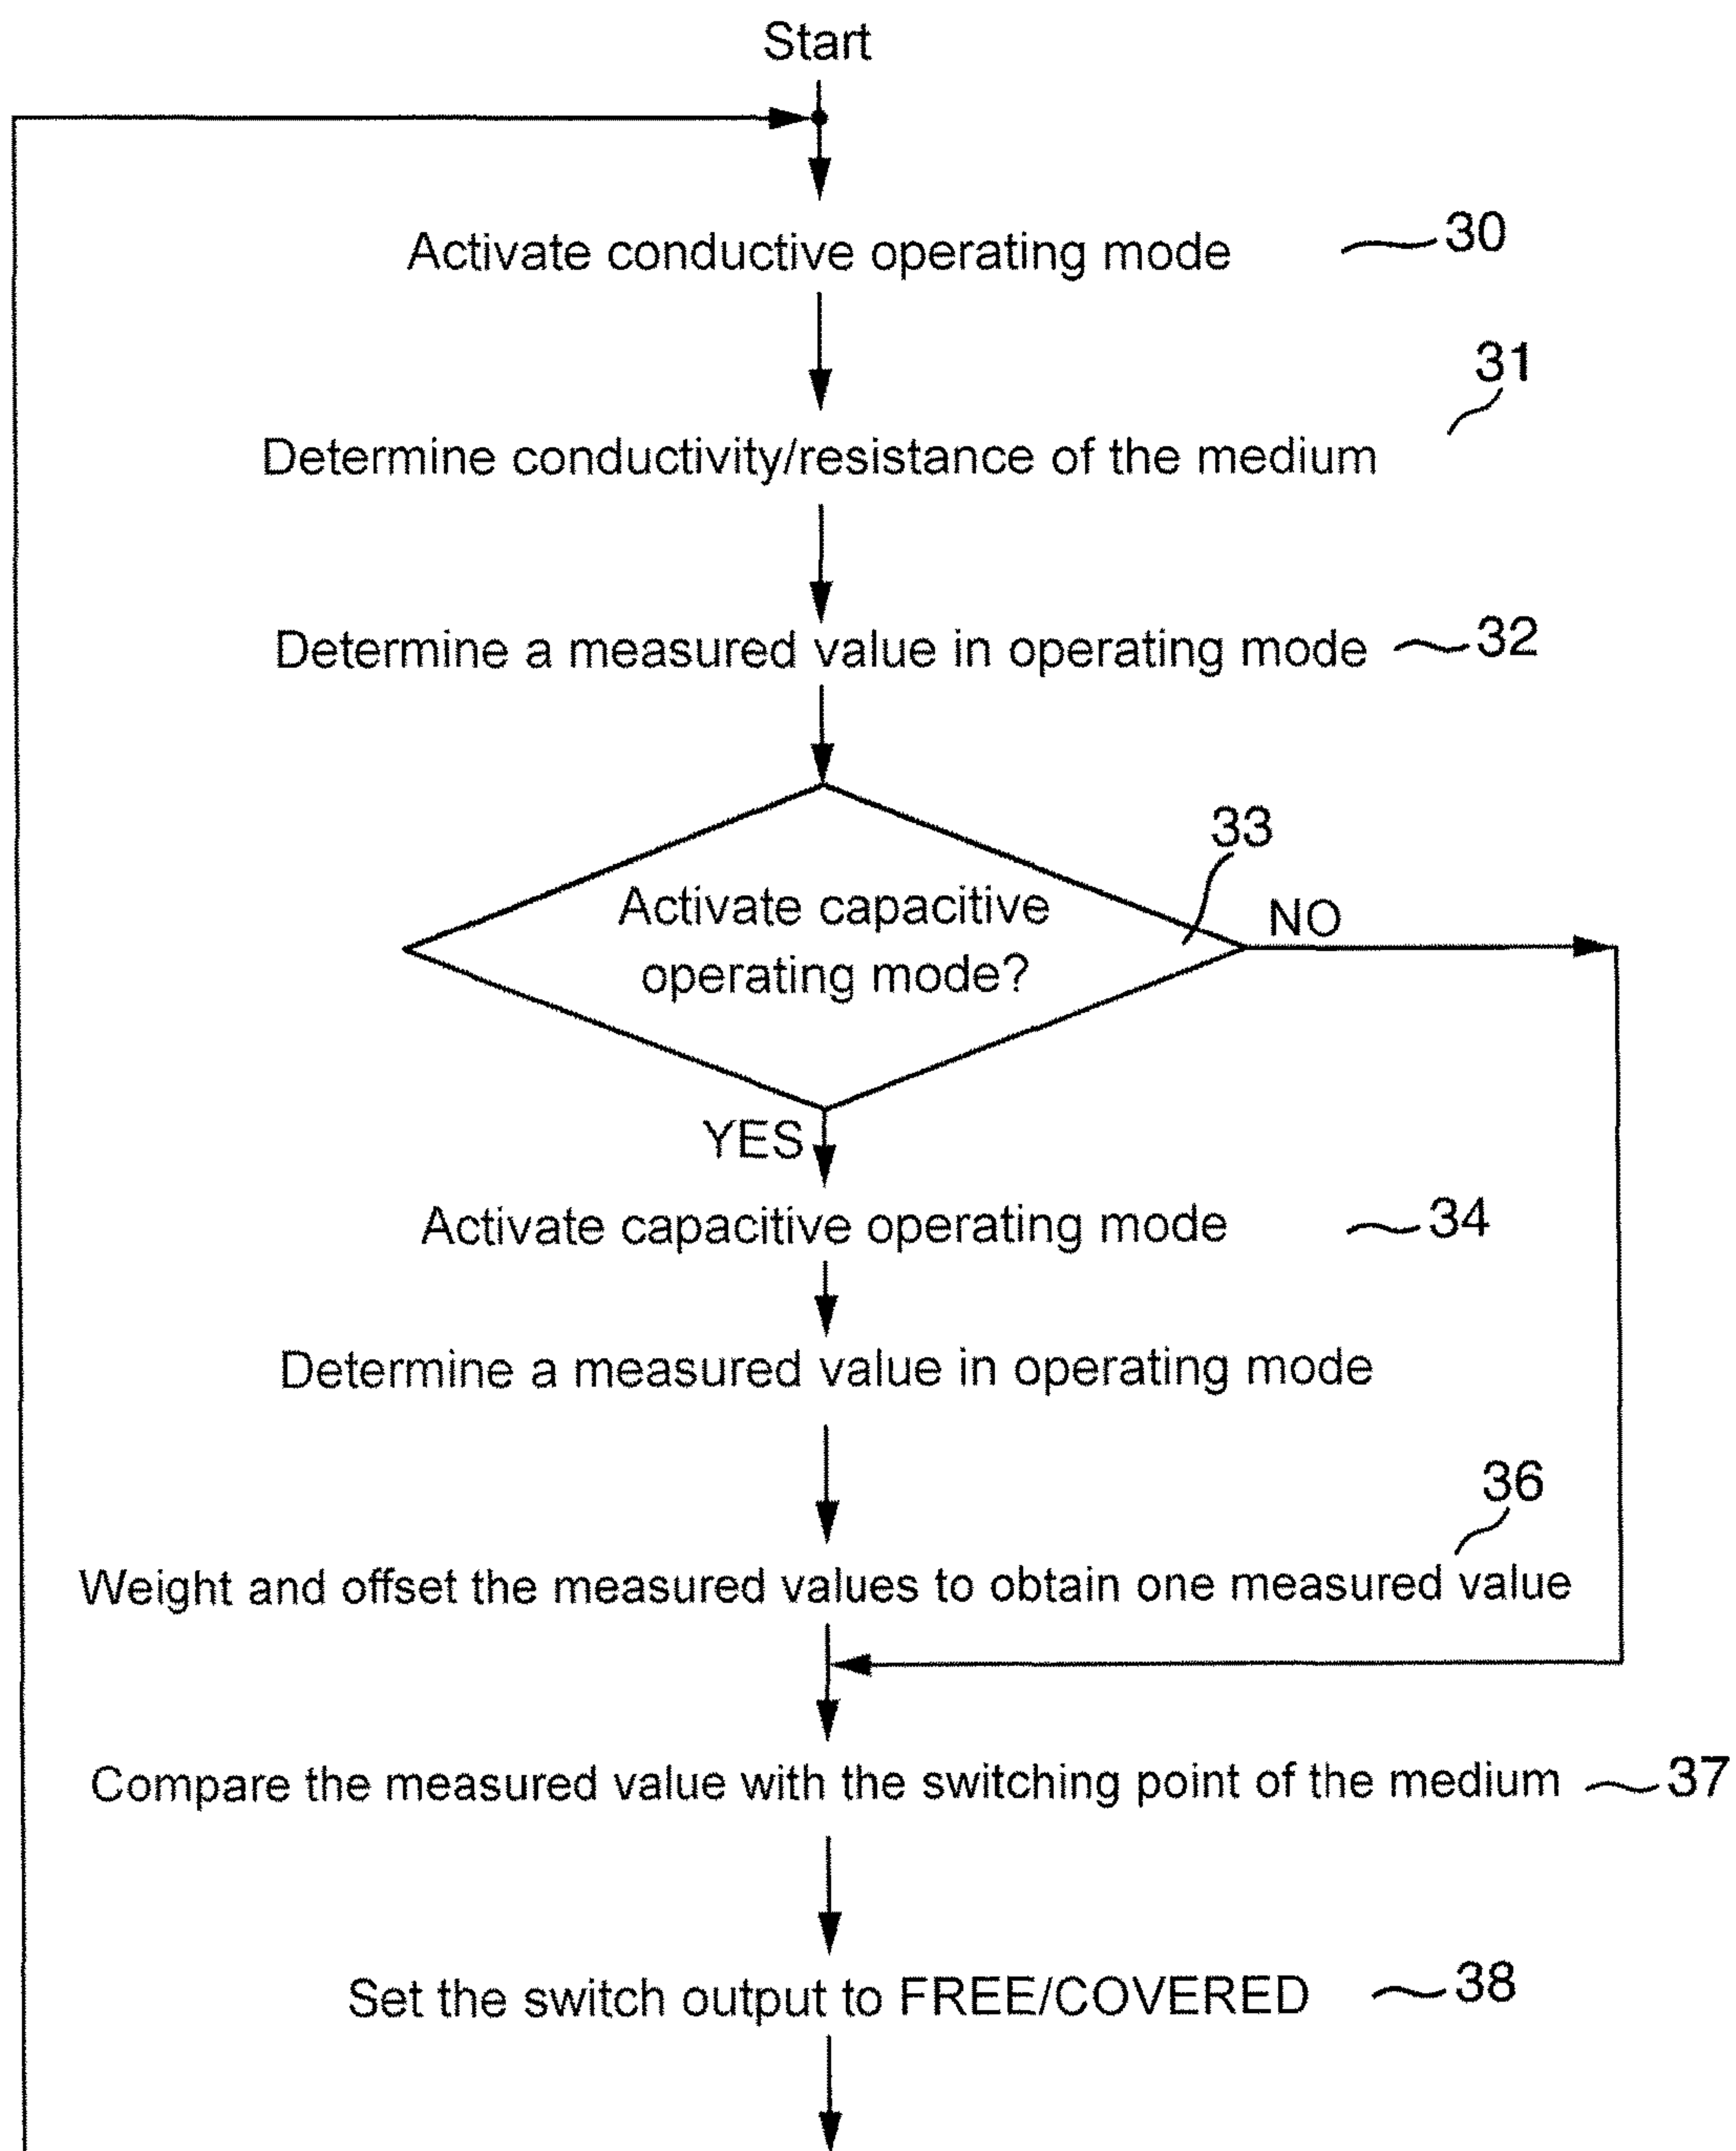 Start
Activate conductive operating mode 30
31
Determine conductivity/resistance of the medium
Determine a measured value in operating mode 32
33
Activate capacitive
operating mode?
NO
YES
Activate capacitive operating mode 34
Determine a measured value in operating mode
36
Weight and offset the measured values to obtain one measured value
Compare the measured value with the switching point of the medium 37
Set the switch output to FREE/COVERED 38